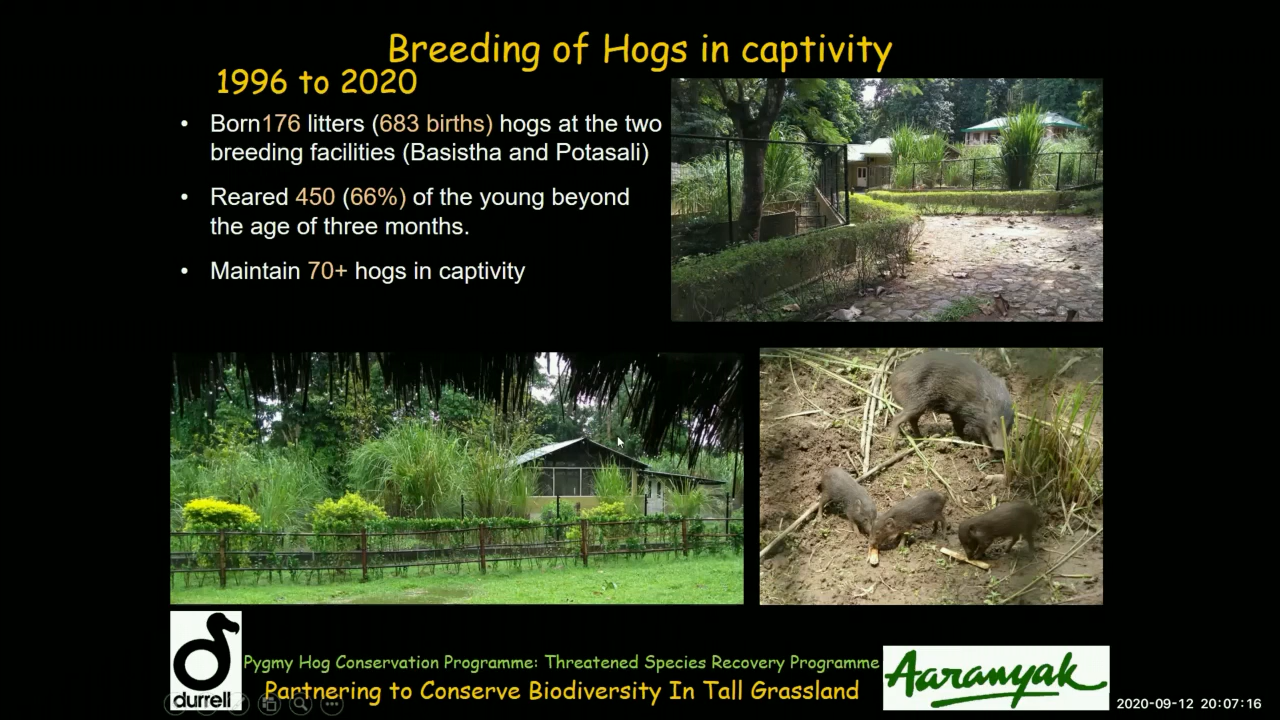 Breeding of Hogs in captivity
1996 to 2020
• Born176 litters (683 births) hogs at the two
breeding facilities (Basistha and Potasali)
• Reared 450 (66%) of the young beyond
the age of three months.
• Maintain 70+ hogs in captivity
durrell
Pygmy Hog Conservation Programme: Threatened Species Recovery Programme
Partnering to Conserve Biodiversity In Tall Grassland
Aaranyak
2020-09-12 20:07:16